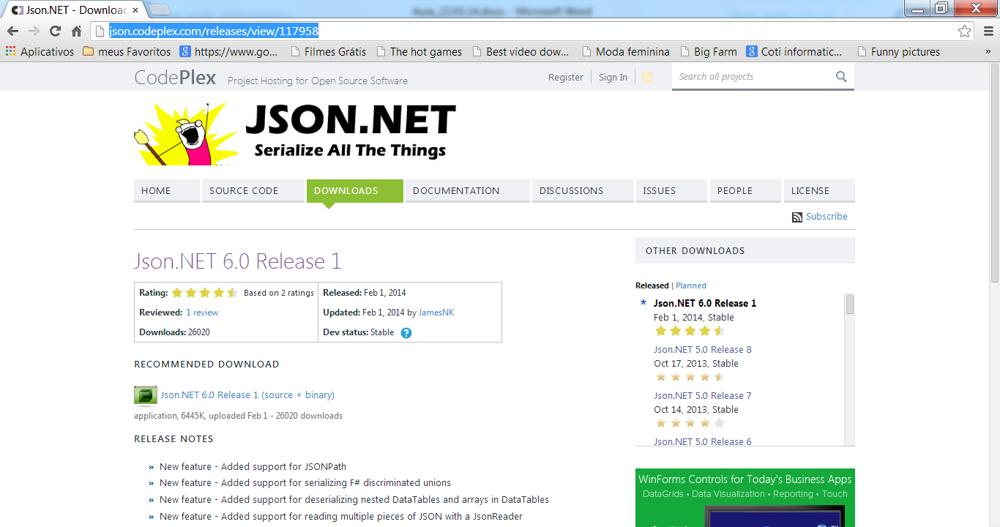 Aula_22.03.14.docx - Microsoft Word
Json.NET - Downloac
json.codeplex.com/releases/view/117958
Aplicativos meus Favoritos https://www.go... Filmes Grátis The hot games Best video dow... Moda feminina Big Farm Coti informatic... Funny pictures »
CodePlex Project Hosting for Open Source Software Register Sign In Search all projects
JSON.NET
Serialize All The Things
HOME SOURCE CODE DOWNLOADS DOCUMENTATION DISCUSSIONS ISSUES PEOPLE LICENSE
Subscribe
Json.NET 6.0 Release 1
Rating: Based on 2 ratings
Reviewed: 1 review
Downloads: 26020
Released: Feb 1, 2014
Updated: Feb 1, 2014 by JamesNK
Dev status: Stable ?
RECOMMENDED DOWNLOAD
Json.NET 6.0 Release 1 (source + binary)
application, 6445K, uploaded Feb 1 - 26020 downloads
RELEASE NOTES
» New feature - Added support for JSONPath
» New feature - Added support for serializing F# discriminated unions
» New feature - Added support for deserializing nested DataTables and arrays in DataTables
» New feature - Added support for reading multiple pieces of JSON with a JsonReader
OTHER DOWNLOADS
Released | Planned
* Json.NET 6.0 Release 1
Feb 1, 2014, Stable
Json.NET 5.0 Release 8
Oct 17, 2013, Stable
Json.NET 5.0 Release 7
Oct 14, 2013, Stable
Json.NET 5.0 Release 6
WinForms Controls for Today's Business Apps
DataGrids • Data Visualization • Reporting • Touch